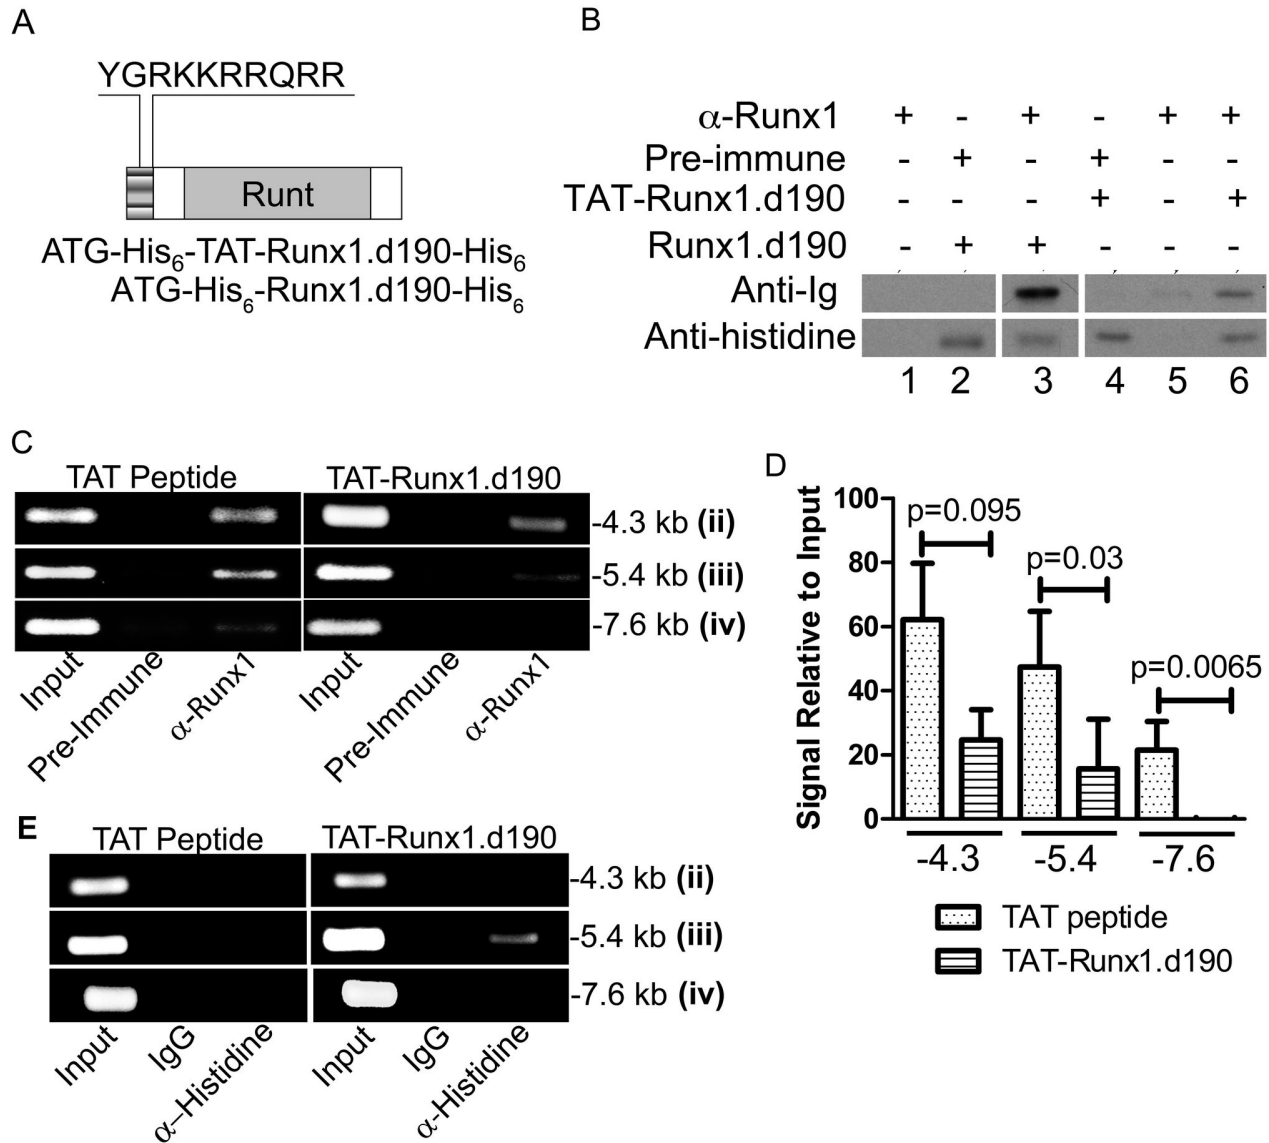 A
YGRKKRRQRR
Runt
ATG-His6-TAT-Runx1.d190-His6
ATG-His6-Runx1.d190-His6
B
α-Runx1 + - + - + +
Pre-immune - + - + - -
TAT-Runx1.d190 - - - + - +
Runx1.d190 - + + - - -
Anti-Ig
Anti-histidine
1 2 3 4 5 6
C
TAT Peptide TAT-Runx1.d190
-4.3 kb (ii)
-5.4 kb (iii)
-7.6 kb (iv)
Input Pre-Immune α-Runx1 Input Pre-Immune α-Runx1
D
Signal Relative to Input
100
80
60
40
20
0
p=0.095
p=0.03
p=0.0065
-4.3 -5.4 -7.6
TAT peptide
TAT-Runx1.d190
E
TAT Peptide TAT-Runx1.d190
-4.3 kb (ii)
-5.4 kb (iii)
-7.6 kb (iv)
Input IgG α–Histidine Input IgG α-Histidine